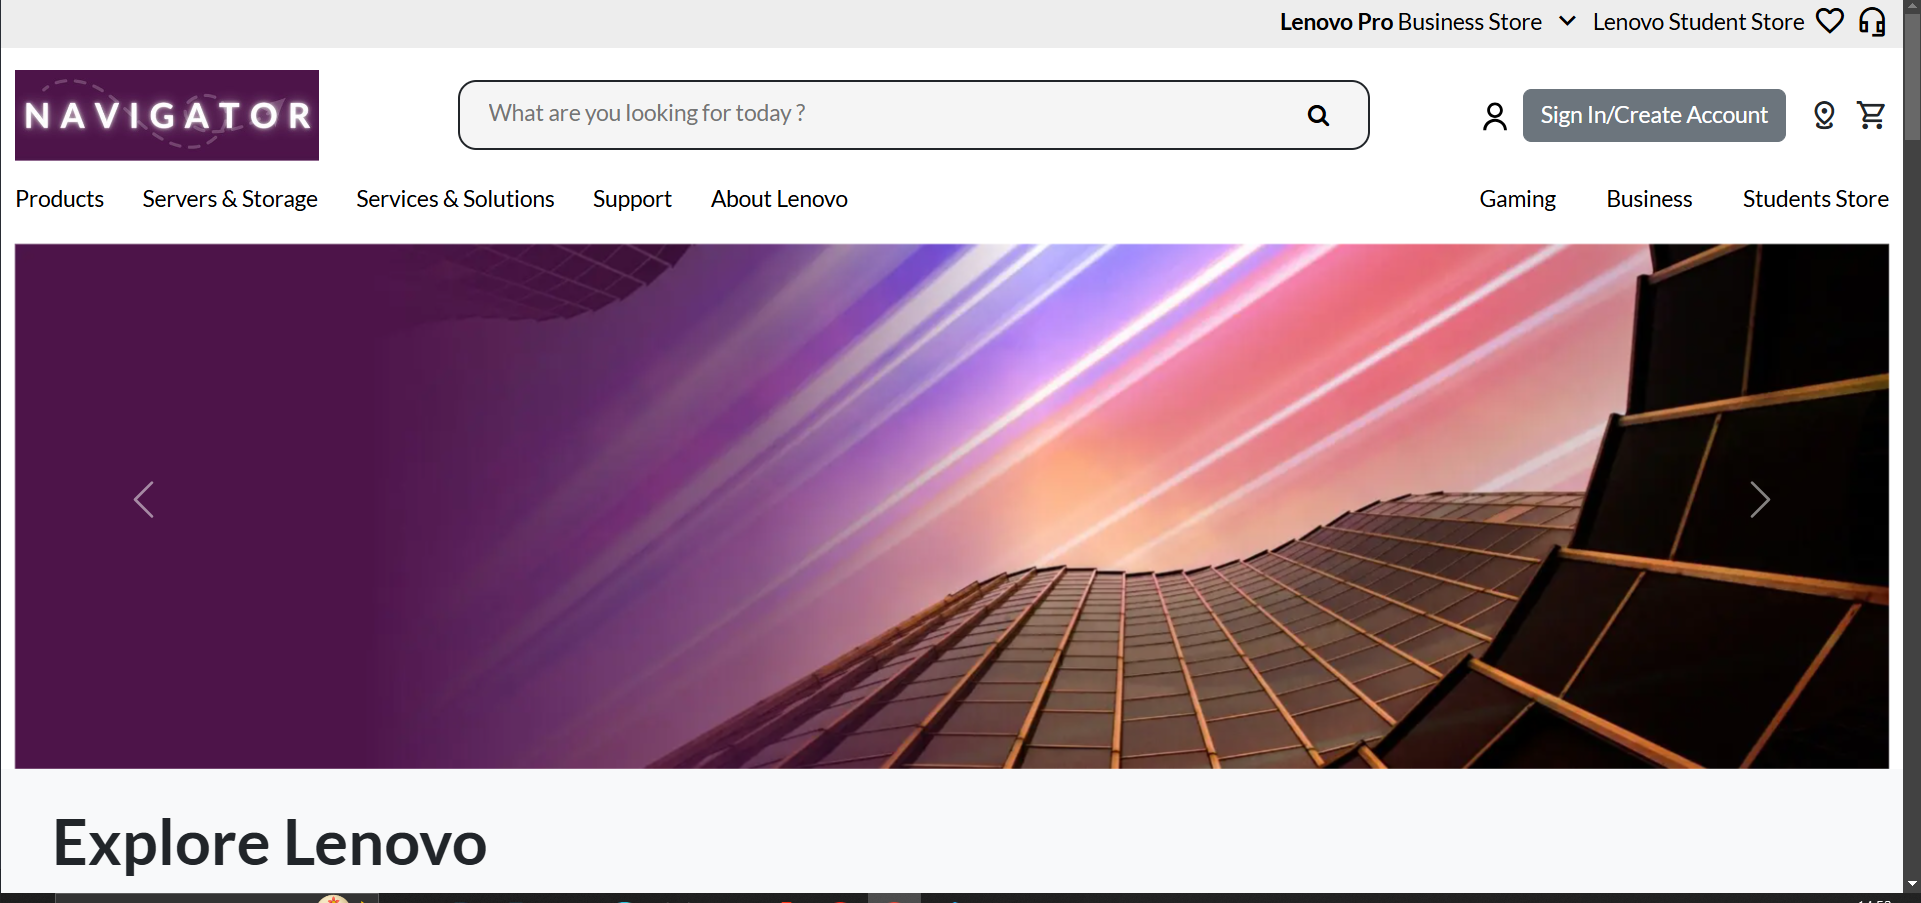 Lenovo Pro Business Store Lenovo Student Store
NAVIGATOR
What are you looking for today ?
Sign In/Create Account
Products Servers & Storage Services & Solutions Support About Lenovo Gaming Business Students Store
Explore Lenovo